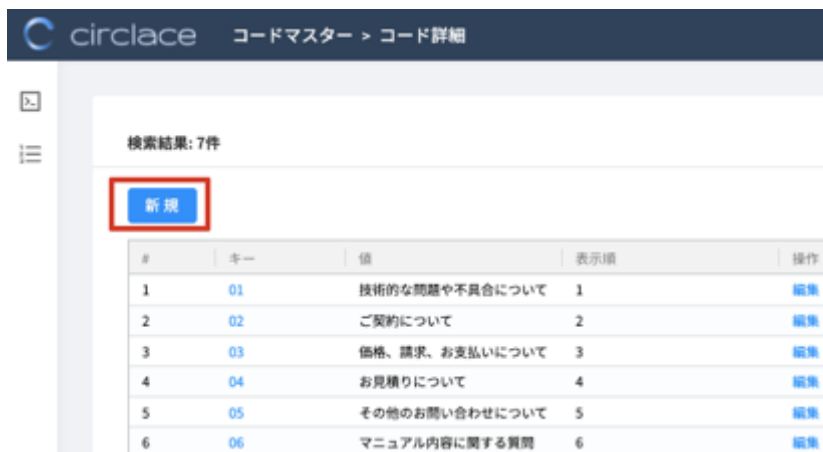 circlace コードマスター > コード詳細
検索結果: 7件
新規
# キー 値 表示順 操作
1 01 技術的な問題や不具合について 1 編集
2 02 ご契約について 2 編集
3 03 価格、請求、お支払いについて 3 編集
4 04 お見積りについて 4 編集
5 05 その他のお問い合わせについて 5 編集
6 06 マニュアル内容に関する質問 6 編集